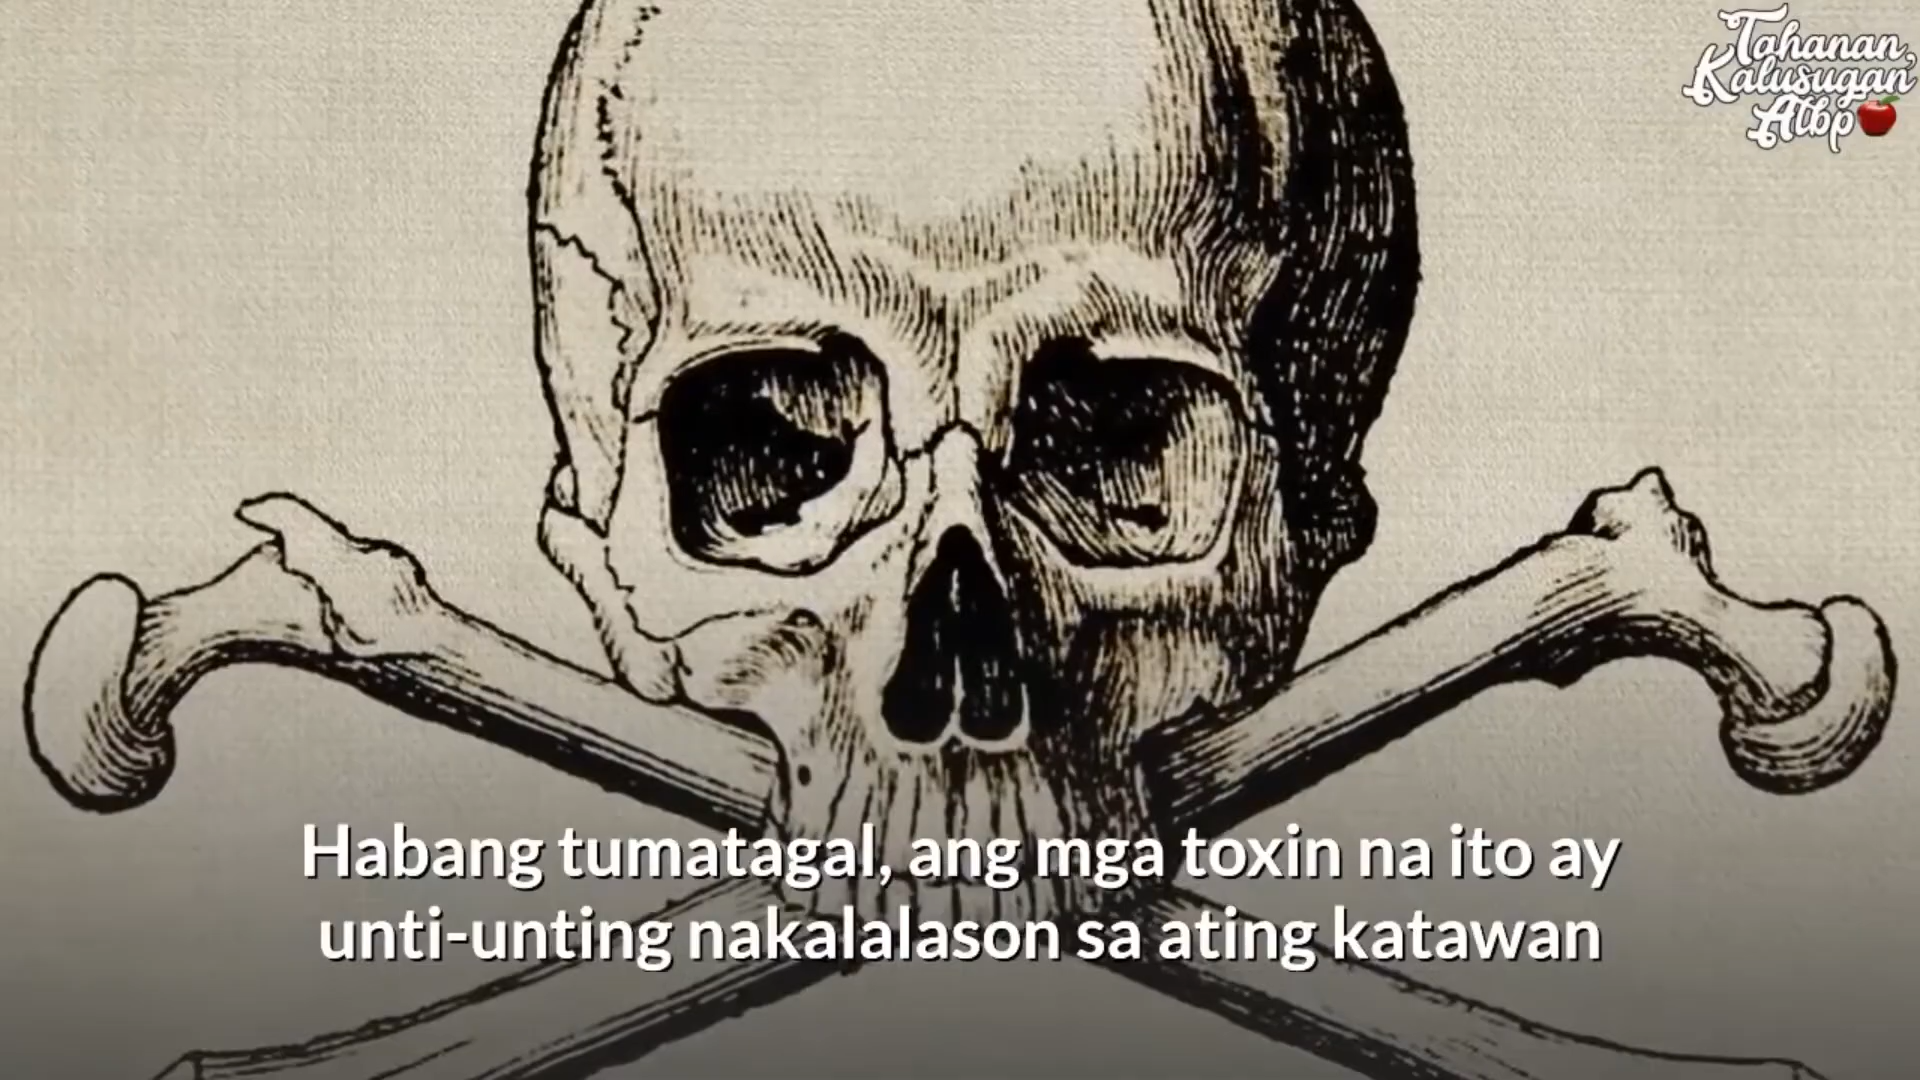 Tahanan,
Kalusugan
Atbp
Habang tumatagal, ang mga toxin na ito ay
unti-unting nakalalason sa ating katawan